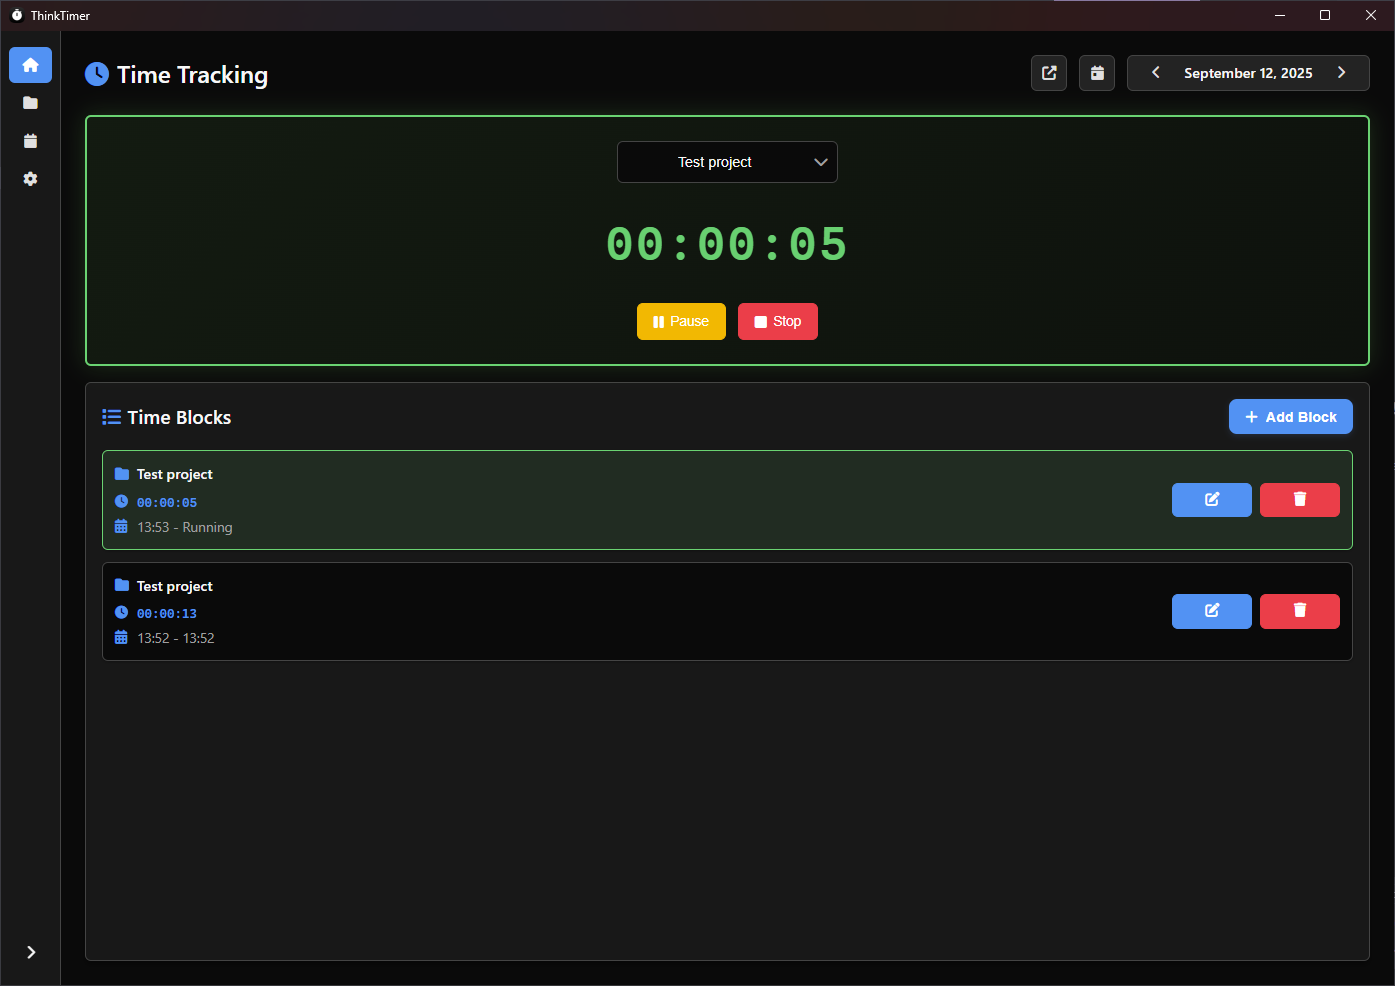 ThinkTimer
Time Tracking
September 12, 2025
Test project
00:00:05
Pause
Stop
Time Blocks
Add Block
Test project
00:00:05
13:53 - Running
Test project
00:00:13
13:52 - 13:52